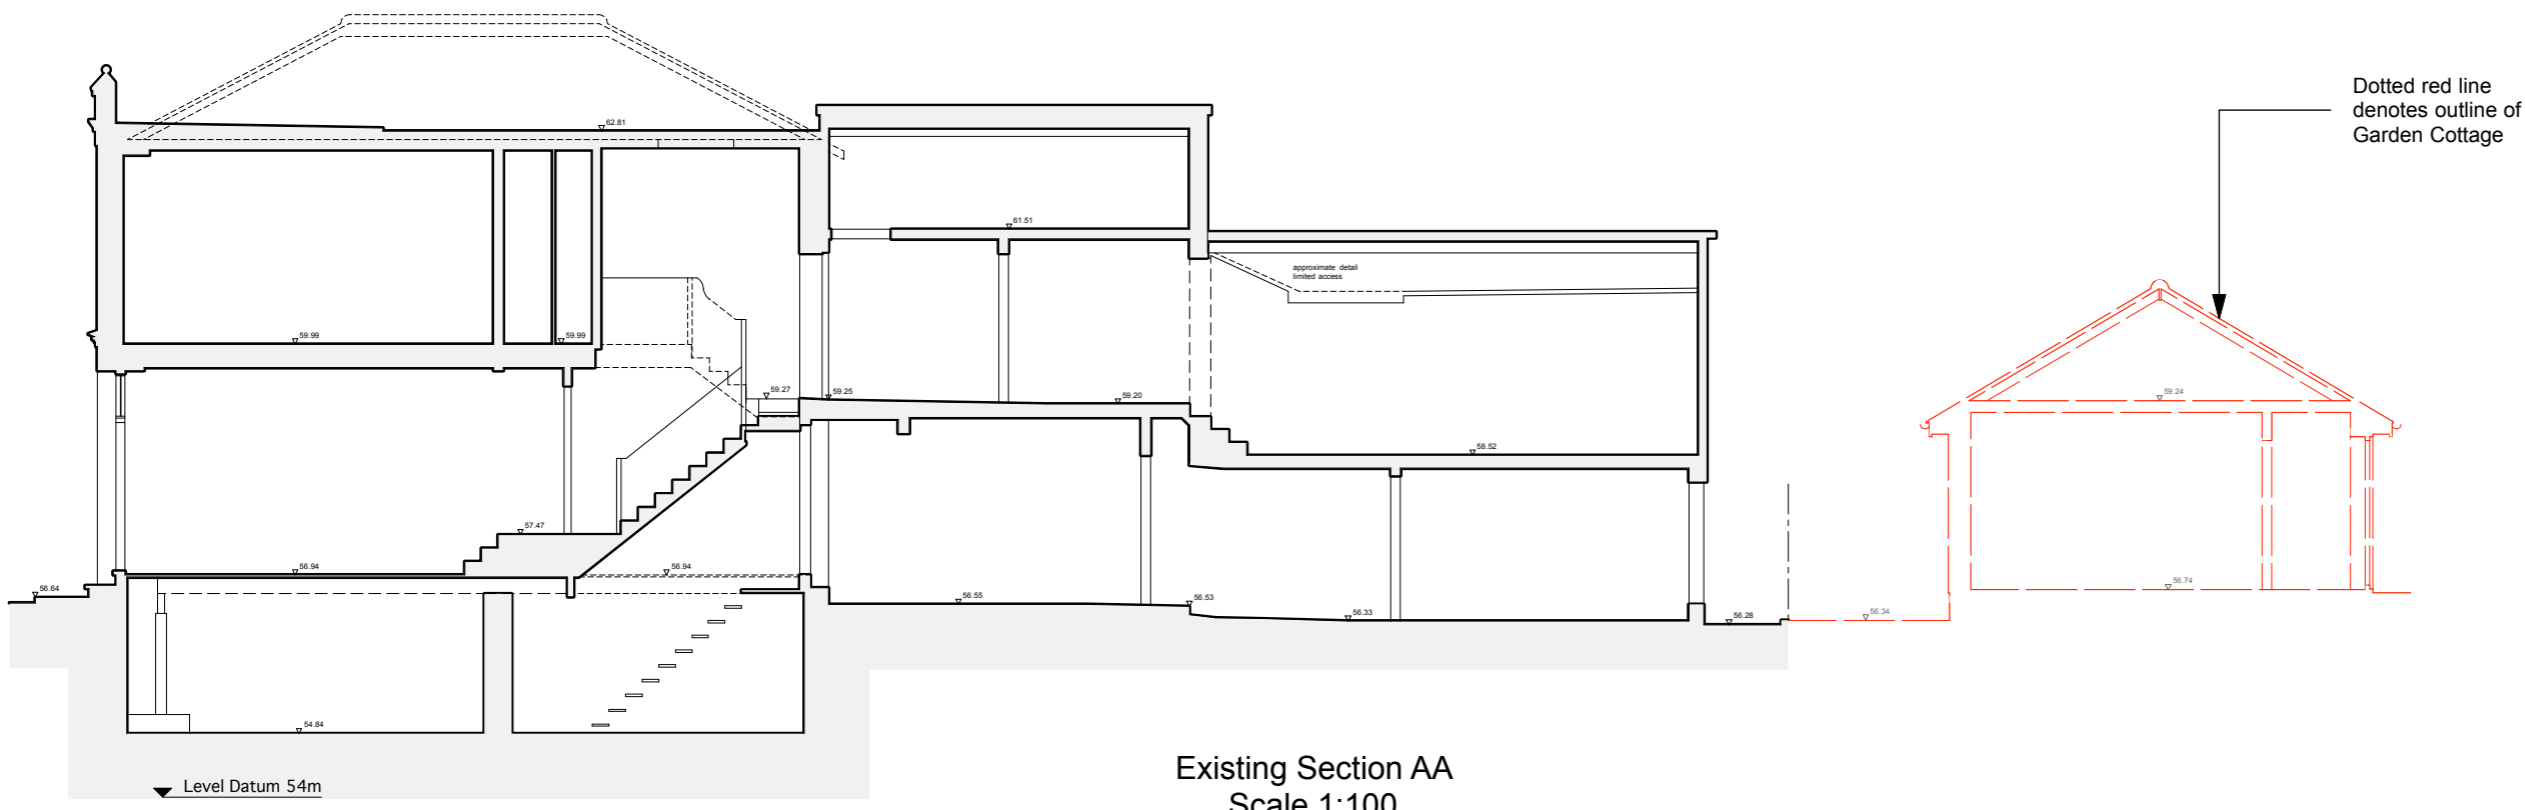 Dotted red line
denotes outline of
Garden Cottage
62.81
61.51
approximate detail
limited access
59.99
59.99
59.27
59.25
59.20
59.24
58.52
57.47
56.94
56.94
56.64
56.55
56.53
56.33
56.28
56.34
56.74
54.84
Level Datum 54m
Existing Section AA
Scale 1:100